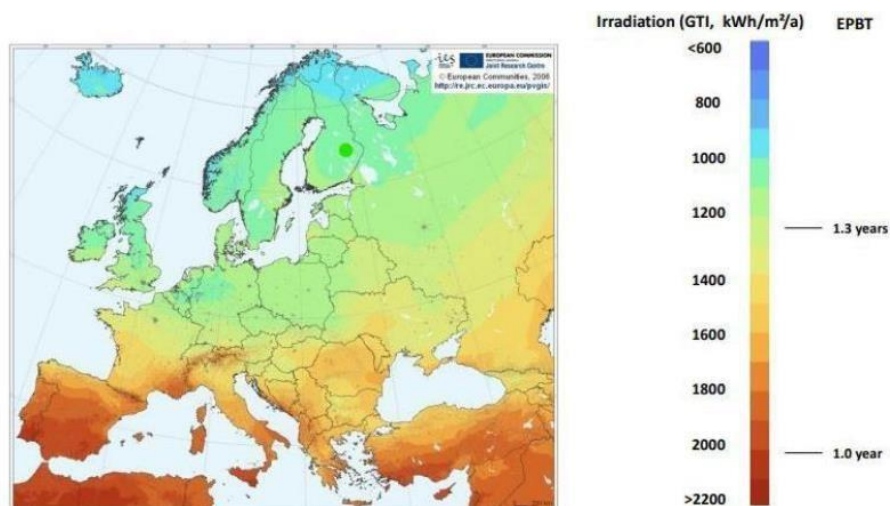 Irradiation (GTI, kWh/m²/a)
EPBT
EUROPEAN COMMISSION
Joint Research Centre
© European Communities, 2006
http://re.jrc.ec.europa.eu/pvgis/
<600
800
1000
1200
1400
1600
1800
2000
>2200
1.3 years
1.0 year